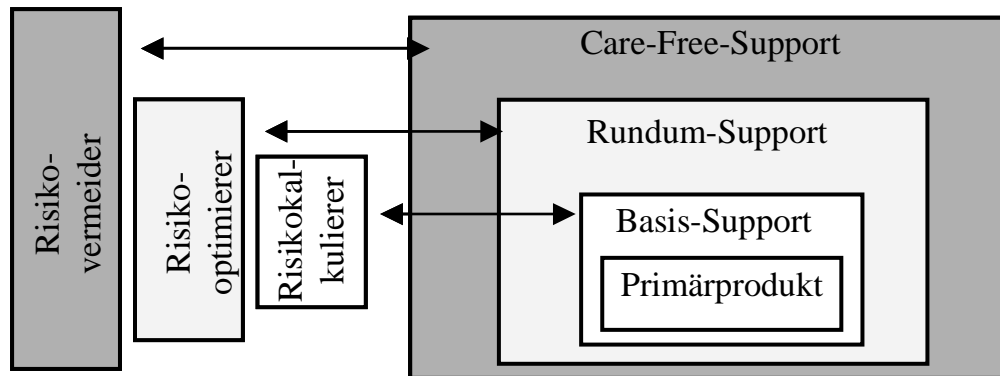 Risiko-
vermeider
Risiko-
optimierer
Risikokal-
kulierer
Care-Free-Support
Rundum-Support
Basis-Support
Primärprodukt